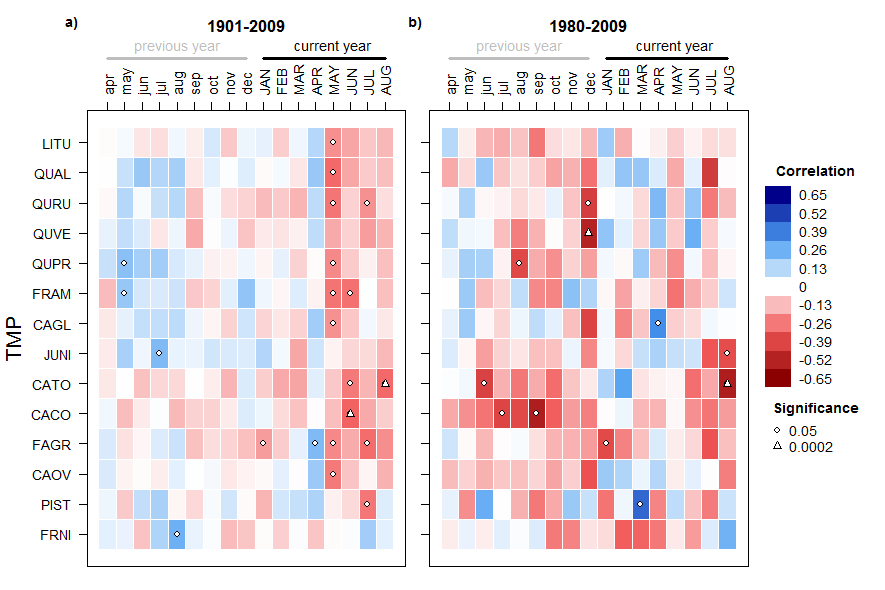 a) 1901-2009 b) 1980-2009
previous year current year previous year current year
apr may jun jul aug sep oct nov dec JAN FEB MAR APR MAY JUN JUL AUG apr may jun jul aug sep oct nov dec JAN FEB MAR APR MAY JUN JUL AUG
TMP
LITU
QUAL
QURU
QUVE
QUPR
FRAM
CAGL
JUNI
CATO
CACO
FAGR
CAOV
PIST
FRNI
Correlation
0.65
0.52
0.39
0.26
0.13
0
-0.13
-0.26
-0.39
-0.52
-0.65
Significance
0.05
0.0002